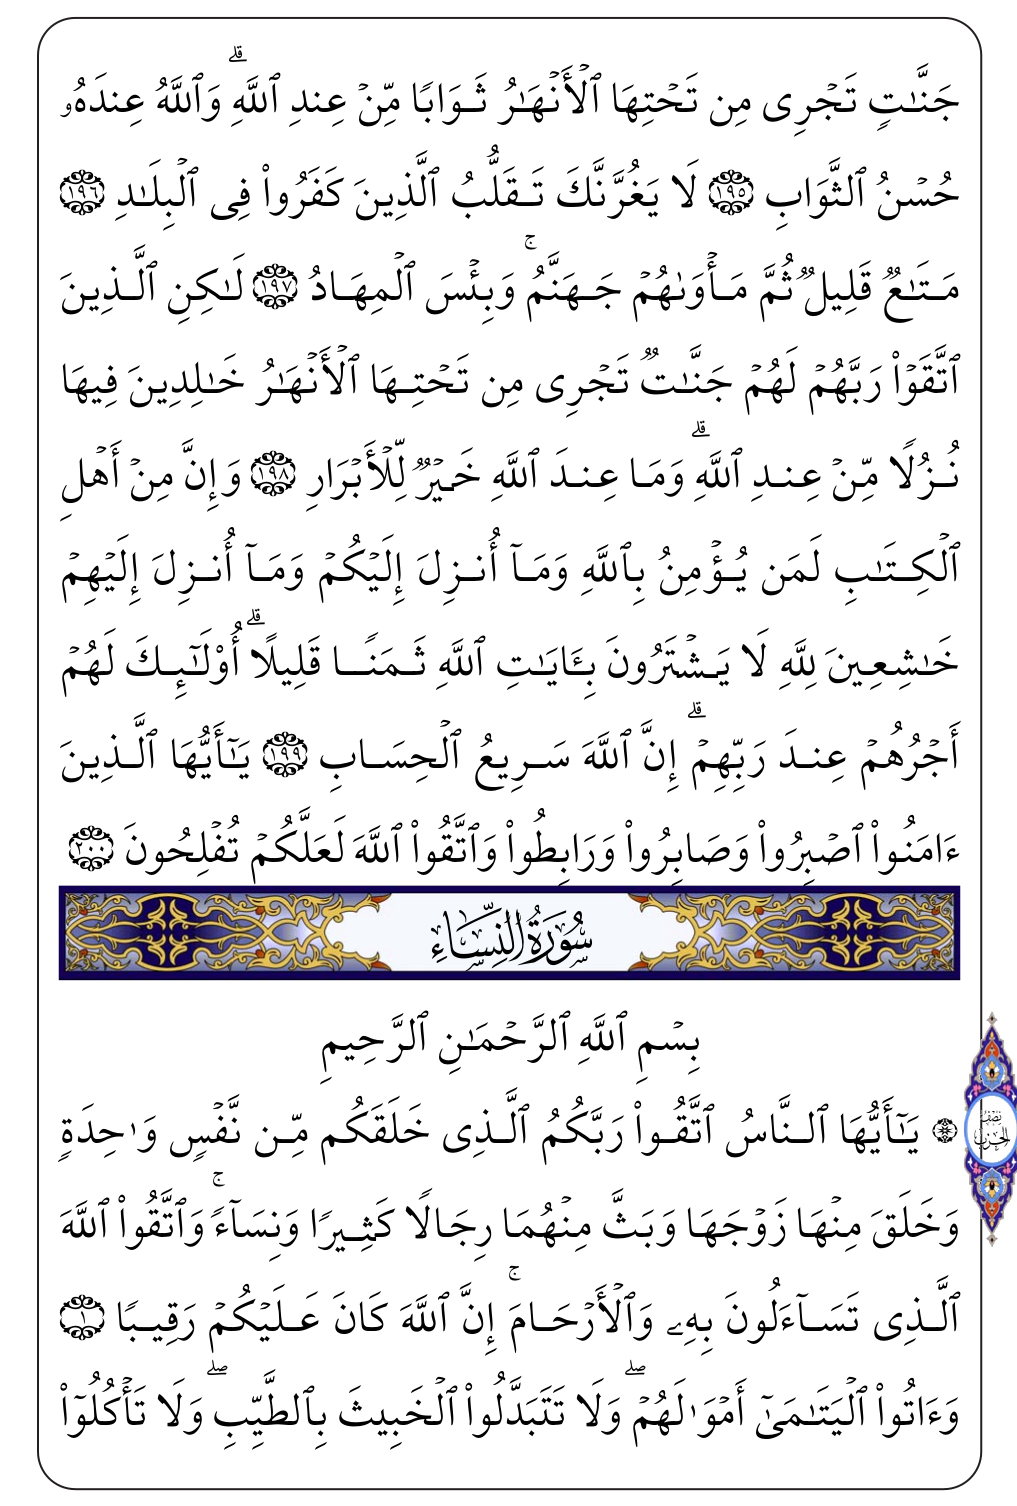 جَنَّـٰتٍ تَجۡرِى مِن تَحۡتِهَا ٱلۡأَنۡهَـٰرُ ثَوَابًا مِّنۡ عِندِ ٱللَّهِۗ وَٱللَّهُ عِندَهُۥ
حُسۡنُ ٱلثَّوَابِ ١٩٥ لَا يَغُرَّنَّكَ تَقَلُّبُ ٱلَّذِينَ كَفَرُواْ فِى ٱلۡبِلَـٰدِ ١٩٦
مَتَـٰعٌ قَلِيلٌ ثُمَّ مَأۡوَىٰهُمۡ جَهَنَّمُۚ وَبِئۡسَ ٱلۡمِهَادُ ١٩٧ لَـٰكِنِ ٱلَّذِينَ
ٱتَّقَوۡاْ رَبَّهُمۡ لَهُمۡ جَنَّـٰتٌ تَجۡرِى مِن تَحۡتِهَا ٱلۡأَنۡهَـٰرُ خَـٰلِدِينَ فِيهَا
نُزُلًا مِّنۡ عِندِ ٱللَّهِۗ وَمَا عِندَ ٱللَّهِ خَيۡرٌ لِّلۡأَبۡرَارِ ١٩٨ وَإِنَّ مِنۡ أَهۡلِ
ٱلۡكِتَـٰبِ لَمَن يُؤۡمِنُ بِٱللَّهِ وَمَآ أُنزِلَ إِلَيۡكُمۡ وَمَآ أُنزِلَ إِلَيۡهِمۡ
خَـٰشِعِينَ لِلَّهِ لَا يَشۡتَرُونَ بِـَٔايَـٰتِ ٱللَّهِ ثَمَنًا قَلِيلًاۗ أُوْلَـٰٓئِكَ لَهُمۡ
أَجۡرُهُمۡ عِندَ رَبِّهِمۡۗ إِنَّ ٱللَّهَ سَرِيعُ ٱلۡحِسَابِ ١٩٩ يَـٰٓأَيُّهَا ٱلَّذِينَ
ءَامَنُواْ ٱصۡبِرُواْ وَصَابِرُواْ وَرَابِطُواْ وَٱتَّقُواْ ٱللَّهَ لَعَلَّكُمۡ تُفۡلِحُونَ ٢٠٠
سُورَةُ النِّسَاءِ
بِسۡمِ ٱللَّهِ ٱلرَّحۡمَـٰنِ ٱلرَّحِيمِ
۞ يَـٰٓأَيُّهَا ٱلنَّاسُ ٱتَّقُواْ رَبَّكُمُ ٱلَّذِى خَلَقَكُم مِّن نَّفۡسٍ وَٰحِدَةٍ
نصف الحزب
وَخَلَقَ مِنۡهَا زَوۡجَهَا وَبَثَّ مِنۡهُمَا رِجَالًا كَثِيرًا وَنِسَآءًۚ وَٱتَّقُواْ ٱللَّهَ
ٱلَّذِى تَسَآءَلُونَ بِهِۦ وَٱلۡأَرۡحَامَۚ إِنَّ ٱللَّهَ كَانَ عَلَيۡكُمۡ رَقِيبًا ١
وَءَاتُواْ ٱلۡيَتَـٰمَىٰٓ أَمۡوَٰلَهُمۡۖ وَلَا تَتَبَدَّلُواْ ٱلۡخَبِيثَ بِٱلطَّيِّبِۖ وَلَا تَأۡكُلُوٓاْ